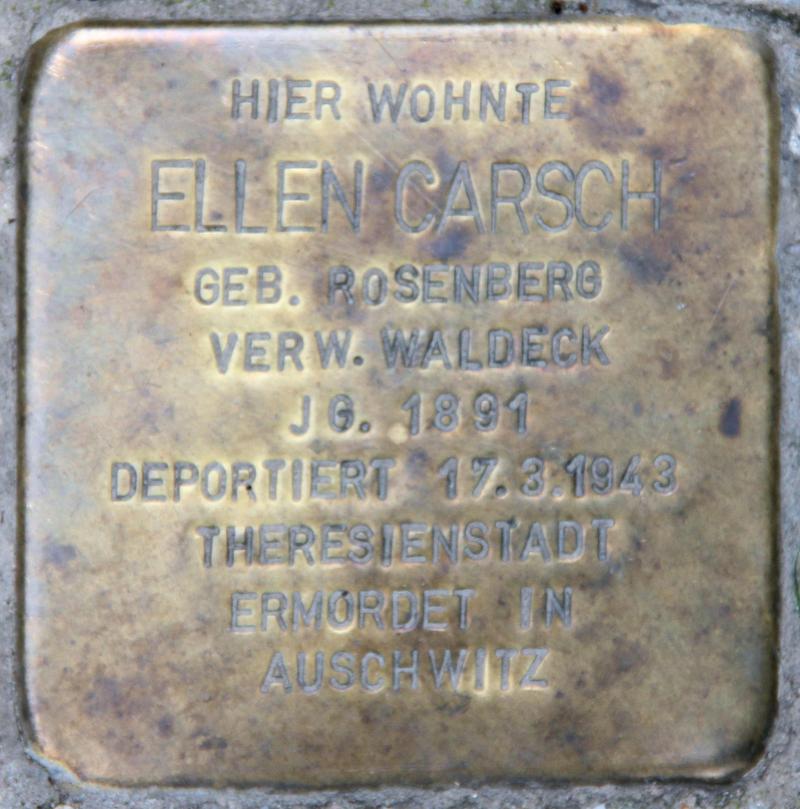 HIER WOHNTE
ELLEN CARSCH
GEB. ROSENBERG
VERW. WALDECK
JG. 1891
DEPORTIERT 17.3.1943
THERESIENSTADT
ERMORDET IN
AUSCHWITZ